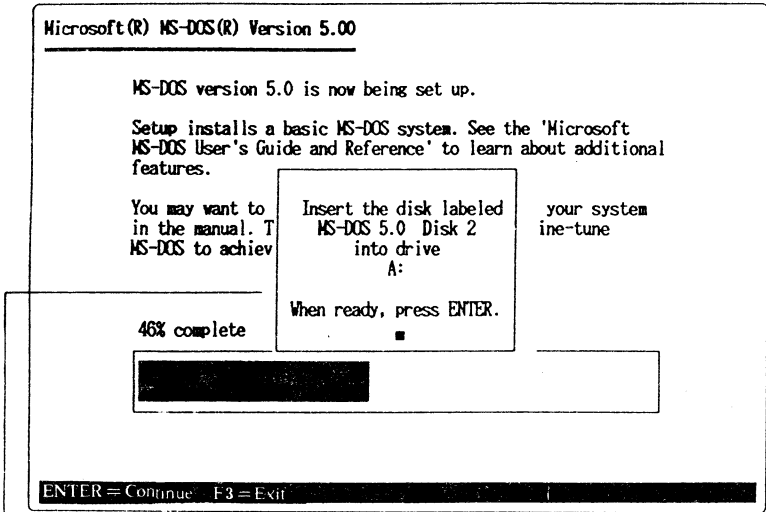 Microsoft(R) MS-DOS(R) Version 5.00
MS-DOS version 5.0 is now being set up.
Setup installs a basic MS-DOS system. See the 'Microsoft
MS-DOS User's Guide and Reference' to learn about additional
features.
You may want to
in the manual. T
MS-DOS to achiev
your system
ine-tune
Insert the disk labeled
MS-DOS 5.0 Disk 2
into drive
A:
When ready, press ENTER.
46% complete
ENTER=Continue F3=Exit